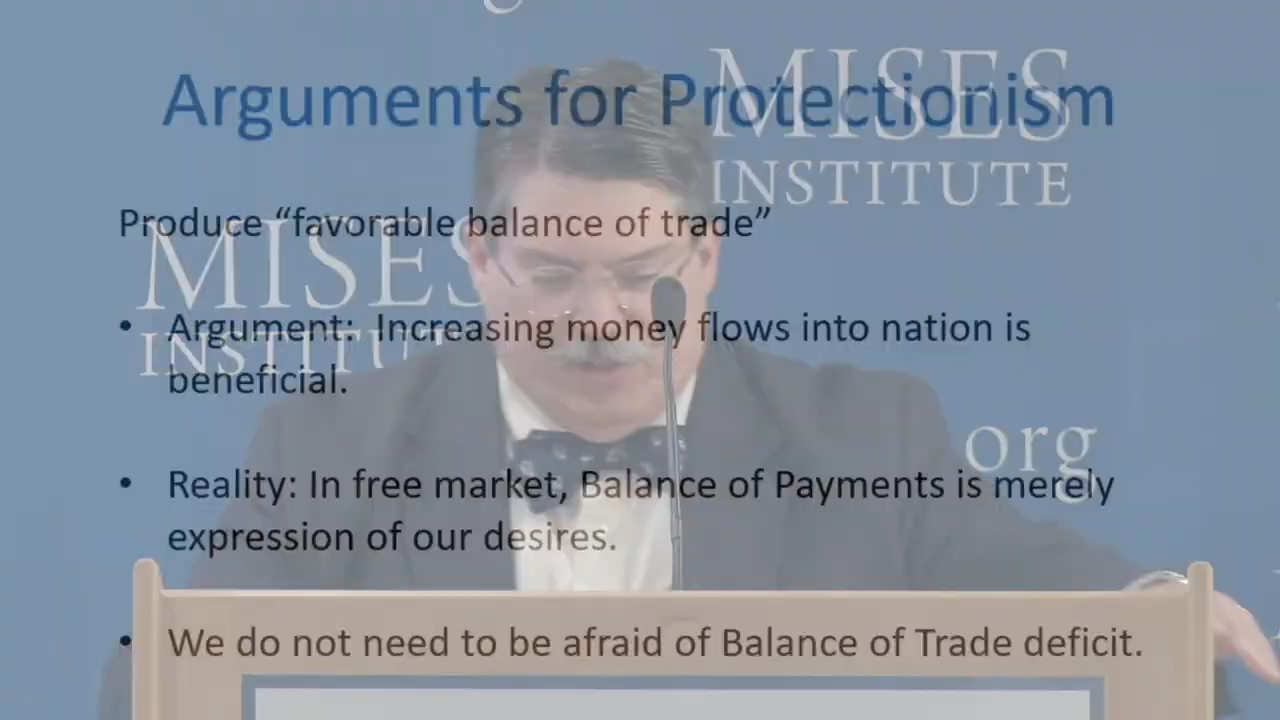 Arguments for Protectionism
MISES
INSTITUTE
Produce “favorable balance of trade”
MISES
INSTITUT
• Argument: Increasing money flows into nation is
beneficial.
org
• Reality: In free market, Balance of Payments is merely
expression of our desires.
• We do not need to be afraid of Balance of Trade deficit.